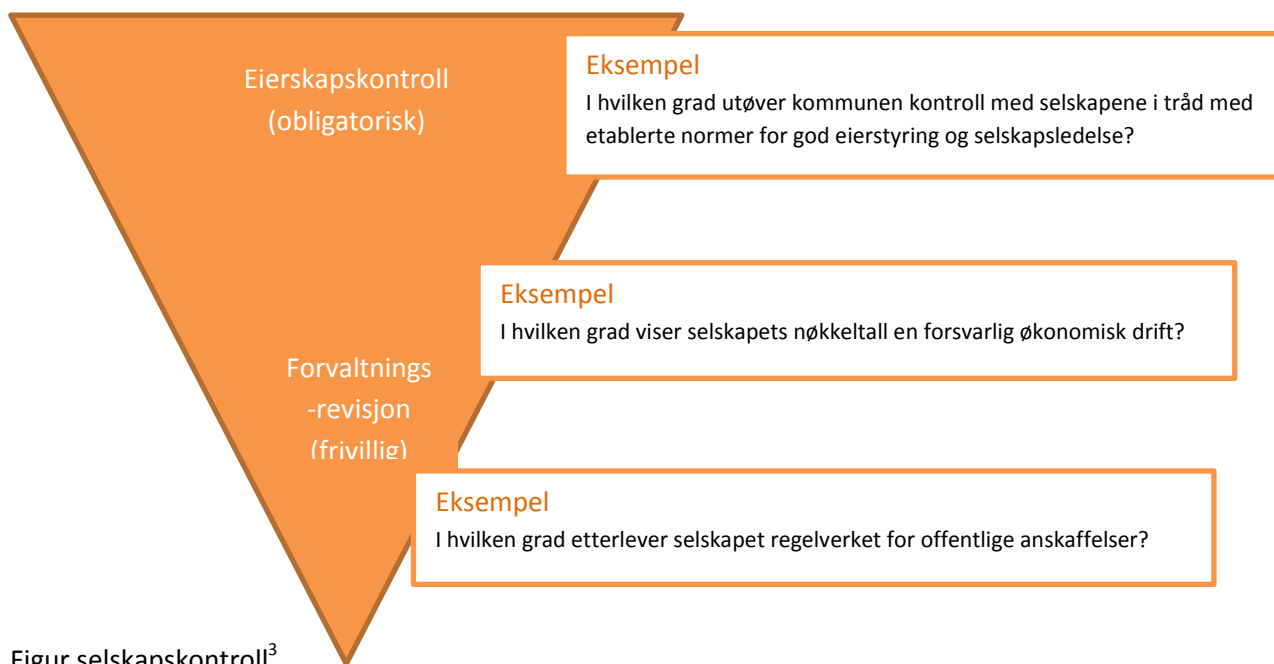 Eierskapskontroll
(obligatorisk)
Eksempel
I hvilken grad utøver kommunen kontroll med selskapene i tråd med
etablerte normer for god eierstyring og selskapsledelse?
Eksempel
I hvilken grad viser selskapets nøkkeltall en forsvarlig økonomisk drift?
Forvaltnings
-revisjon
(frivillig)
Eksempel
I hvilken grad etterlever selskapet regelverket for offentlige anskaffelser?
Figur selskapskontroll³